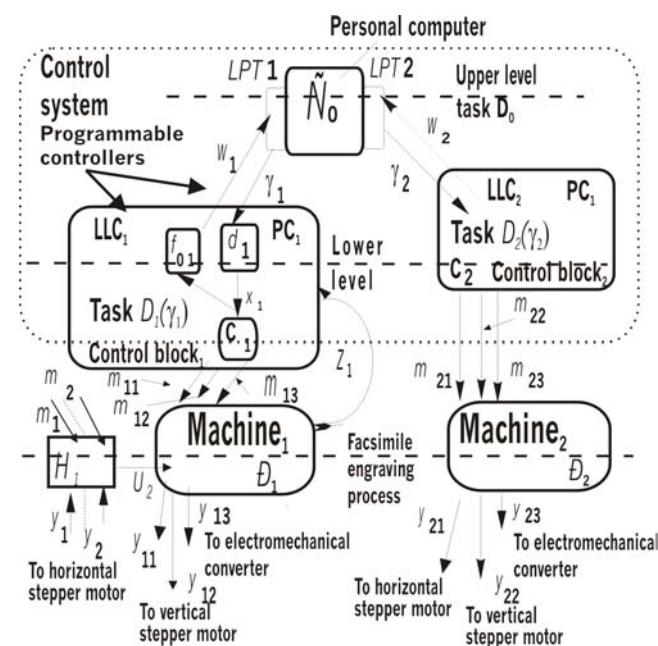 Personal computer
Control
system
LPT1
LPT2
Ñ₀
Upper level
task D₀
Programmable
controllers
w₁
γ₁
w₂
γ₂
LLC₁
PC₁
f₀₁
d₁
x₁
Task D₁(γ₁)
C₁
Control block₁
Lower
level
LLC₂
PC₁
Task D₂(γ₂)
C₂
Control block₂
m₂₂
m₂₁
m₂₃
m₁₁
m₁₂
m₁₃
Z₁
m₂
m₁
H₁
U₂
Machine₁
Đ₁
Facsimile
engraving
process
Machine₂
Đ₂
y₁
y₂
y₁₁
y₁₂
y₁₃
y₂₁
y₂₂
y₂₃
To horizontal
stepper motor
To electromechanical
converter
To vertical
stepper motor
To horizontal
stepper motor
To electromechanical
converter
To vertical
stepper motor